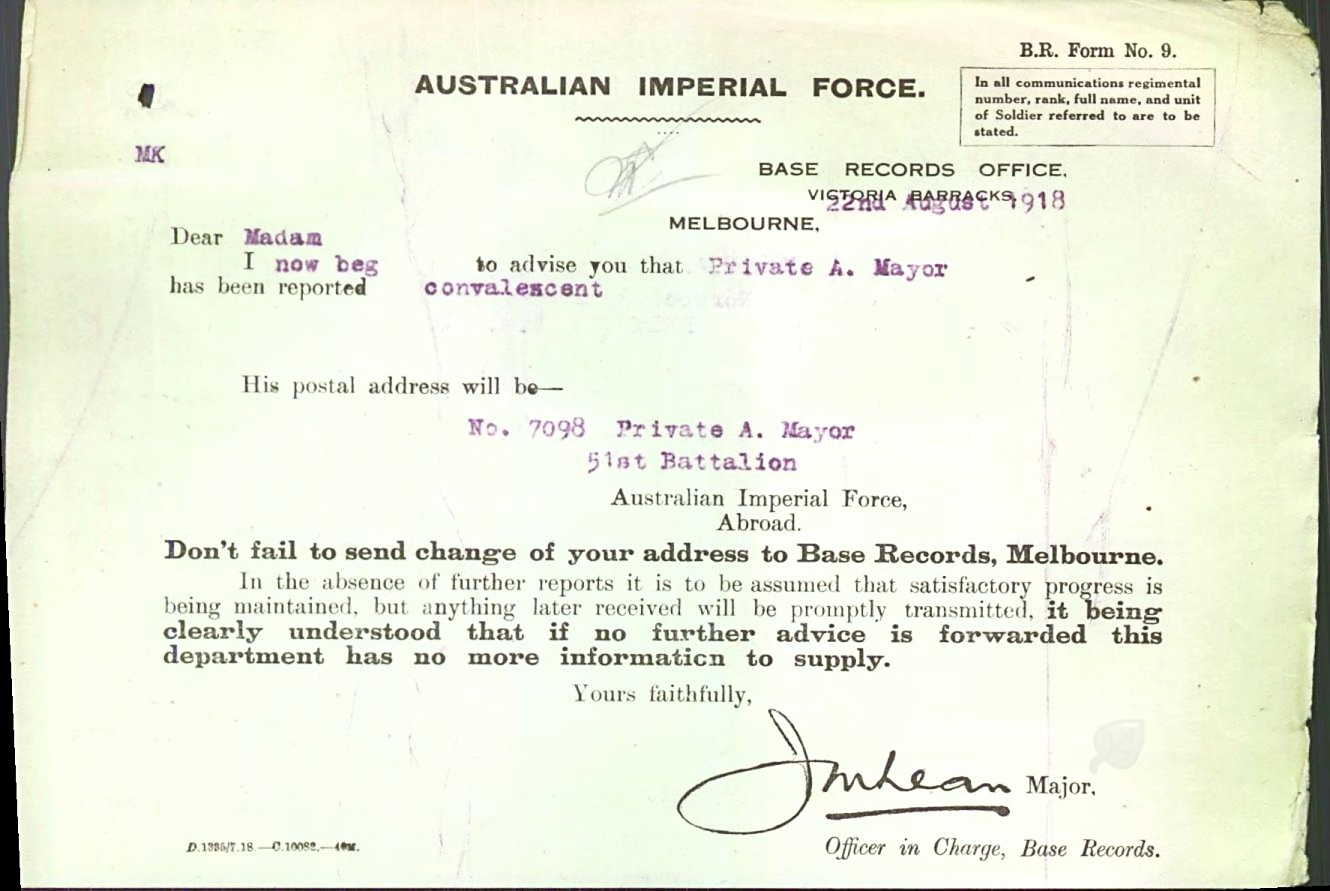 B.R. Form No. 9.
AUSTRALIAN IMPERIAL FORCE.
In all communications regimental
number, rank, full name, and unit
of Soldier referred to are to be
stated.
MK
BASE RECORDS OFFICE,
VICTORIA BARRACKS,
22nd August 1918
MELBOURNE,
Dear Madam
I now beg to advise you that Private A. Mayor
has been reported convalescent
His postal address will be—
No. 7098 Private A. Mayor
51st Battalion
Australian Imperial Force,
Abroad.
Don't fail to send change of your address to Base Records, Melbourne.
In the absence of further reports it is to be assumed that satisfactory progress is
being maintained, but anything later received will be promptly transmitted, it being
clearly understood that if no further advice is forwarded this
department has no more information to supply.
Yours faithfully,
JMLean Major,
Officer in Charge, Base Records.
D.1335/7.18.—C.10082.—40M.